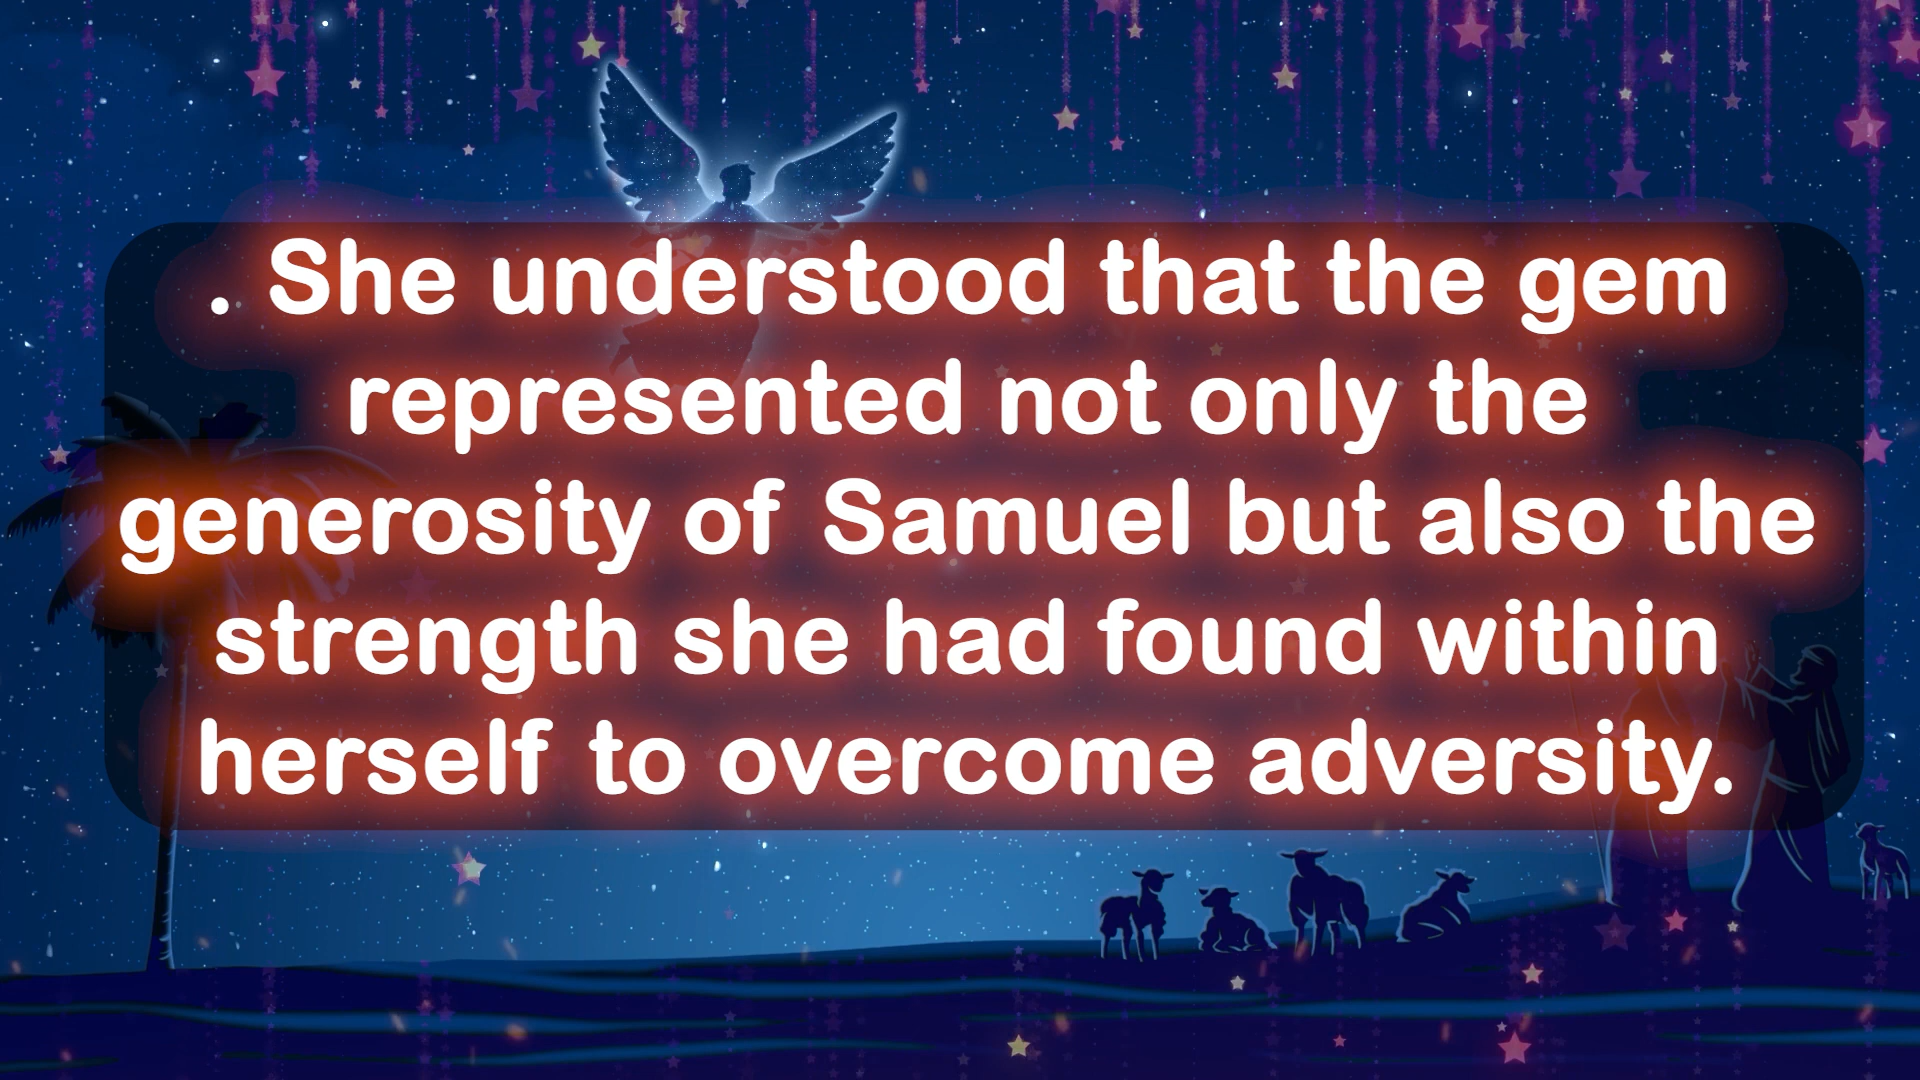 . She understood that the gem
represented not only the
generosity of Samuel but also the
strength she had found within
herself to overcome adversity.